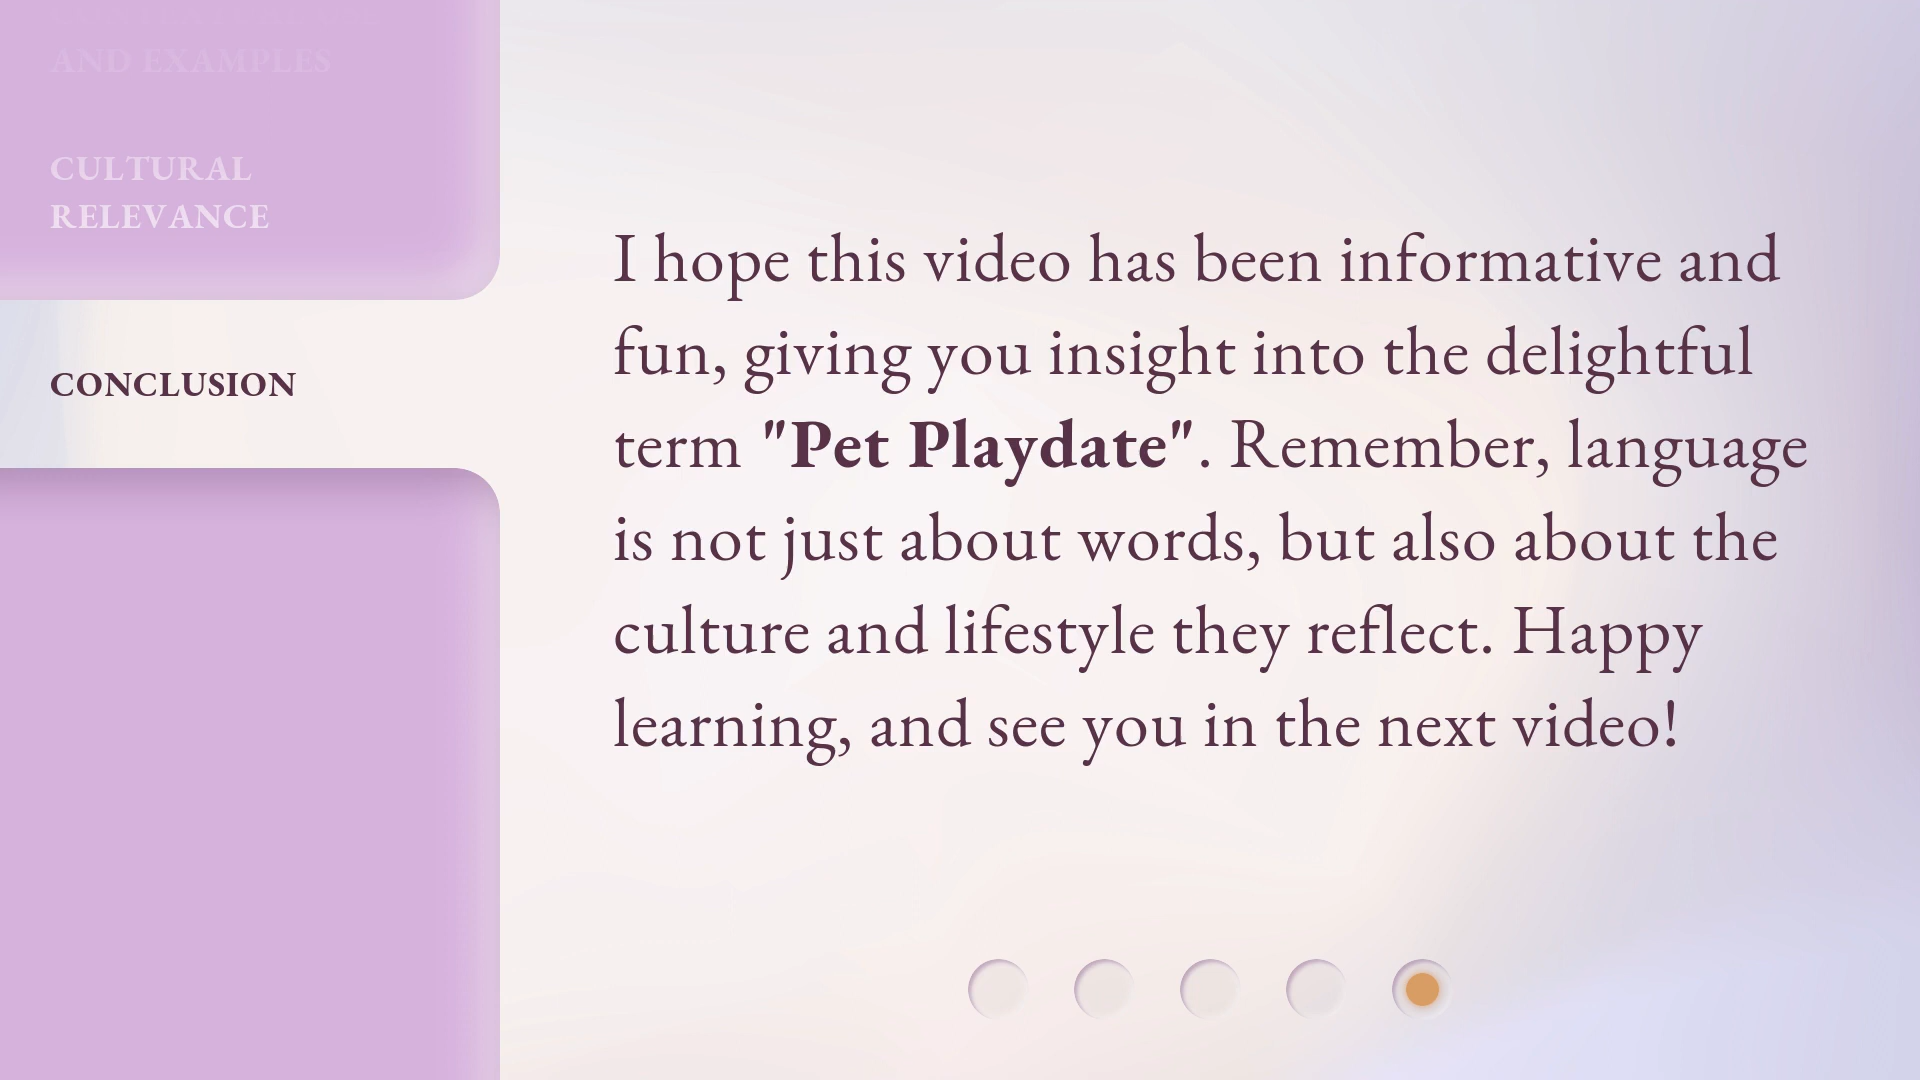 AND EXAMPLES
CULTURAL
RELEVANCE
CONCLUSION
I hope this video has been informative and
fun, giving you insight into the delightful
term "Pet Playdate". Remember, language
is not just about words, but also about the
culture and lifestyle they reflect. Happy
learning, and see you in the next video!